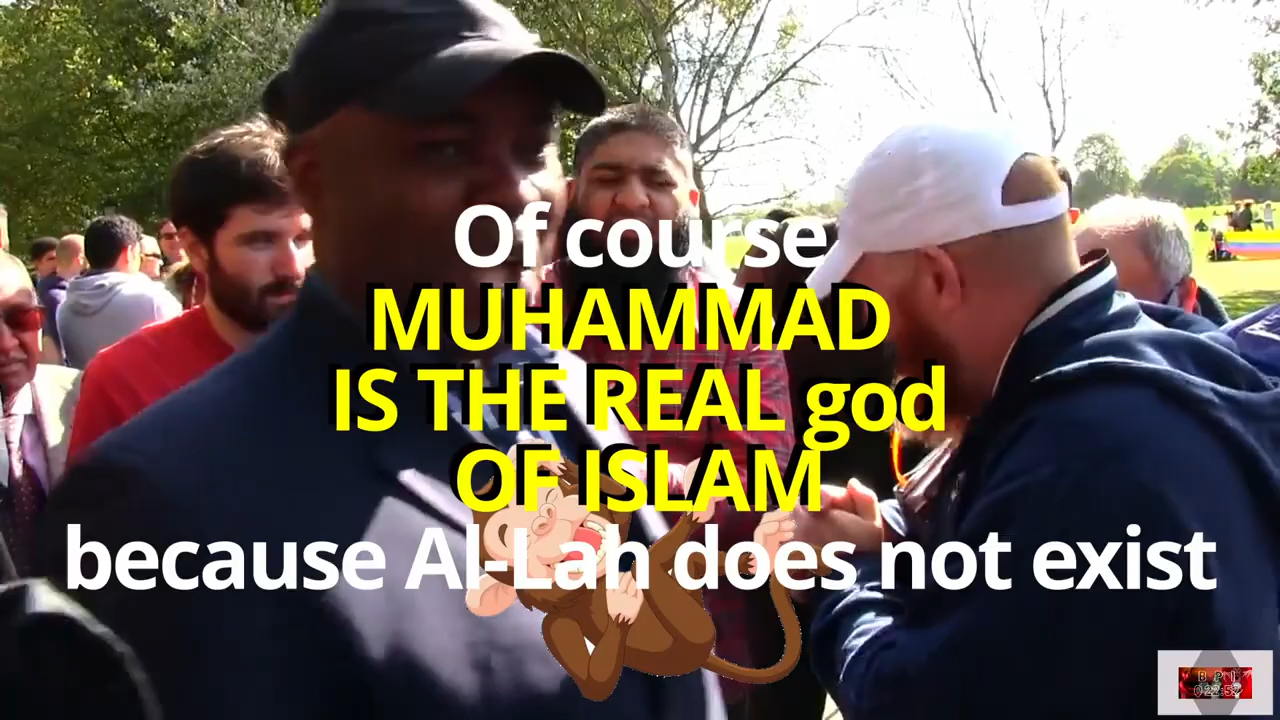 Of course
MUHAMMAD
IS THE REAL god
OF ISLAM
because Al-Lah does not exist
B P I